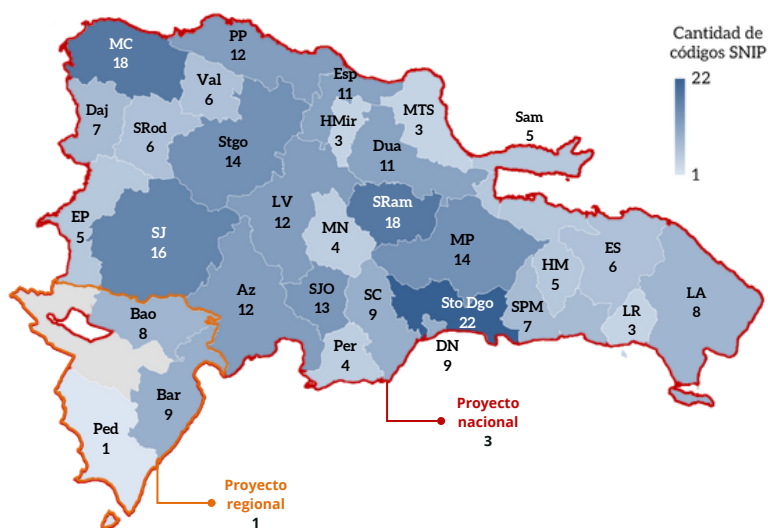 PP
12
MC
18
Cantidad de
códigos SNIP
22
1
Val
6
Esp
11
Daj
7
SRod
6
HMir
3
MTS
3
Sam
5
Stgo
14
Dua
11
LV
12
SRam
18
EP
5
SJ
16
MN
4
MP
14
ES
6
HM
5
Az
12
SJO
13
SC
9
Sto Dgo
22
SPM
7
LR
3
LA
8
Bao
8
Per
4
DN
9
Bar
9
Ped
1
Proyecto
nacional
3
Proyecto
regional
1